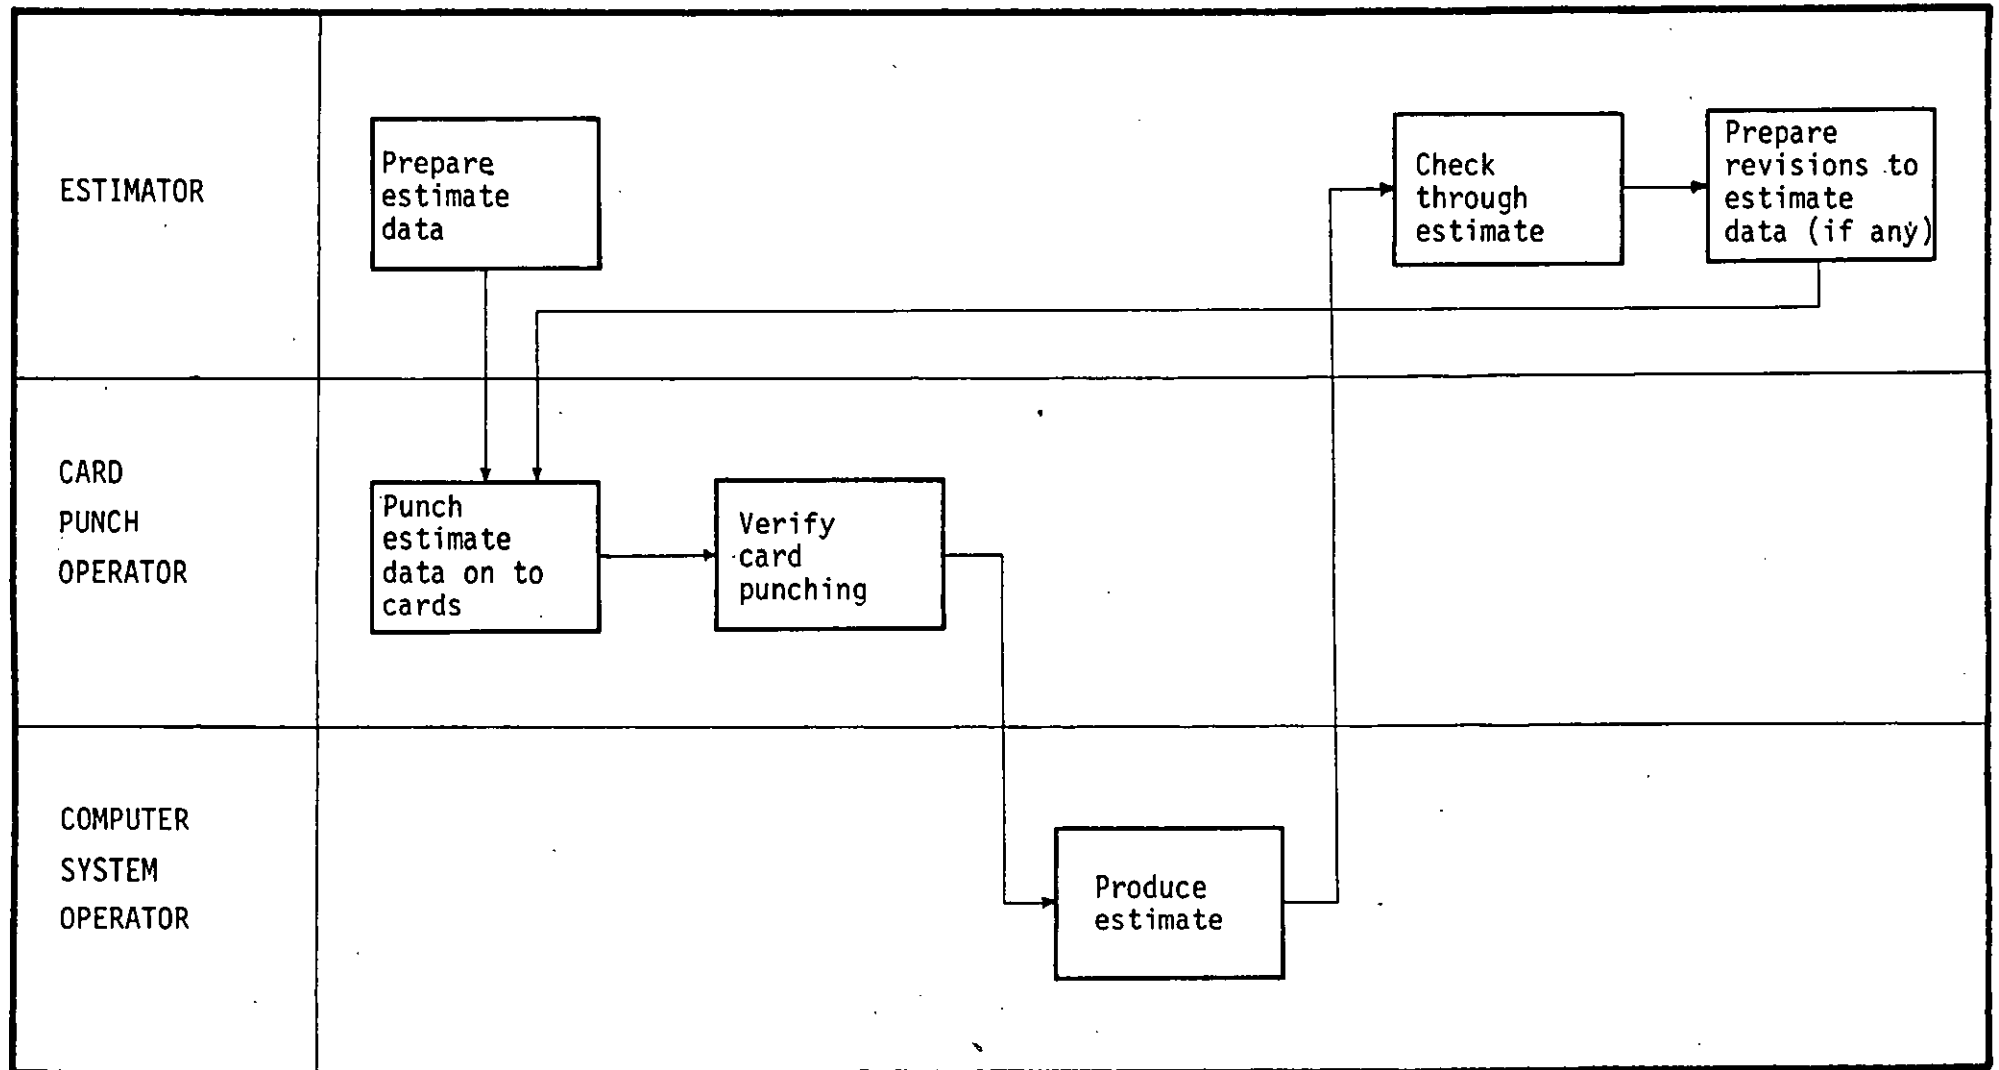 ESTIMATOR
Prepare
estimate
data
Check
through
estimate
Prepare
revisions to
estimate
data (if any)
CARD
PUNCH
OPERATOR
Punch
estimate
data on to
cards
Verify
card
punching
COMPUTER
SYSTEM
OPERATOR
Produce
estimate